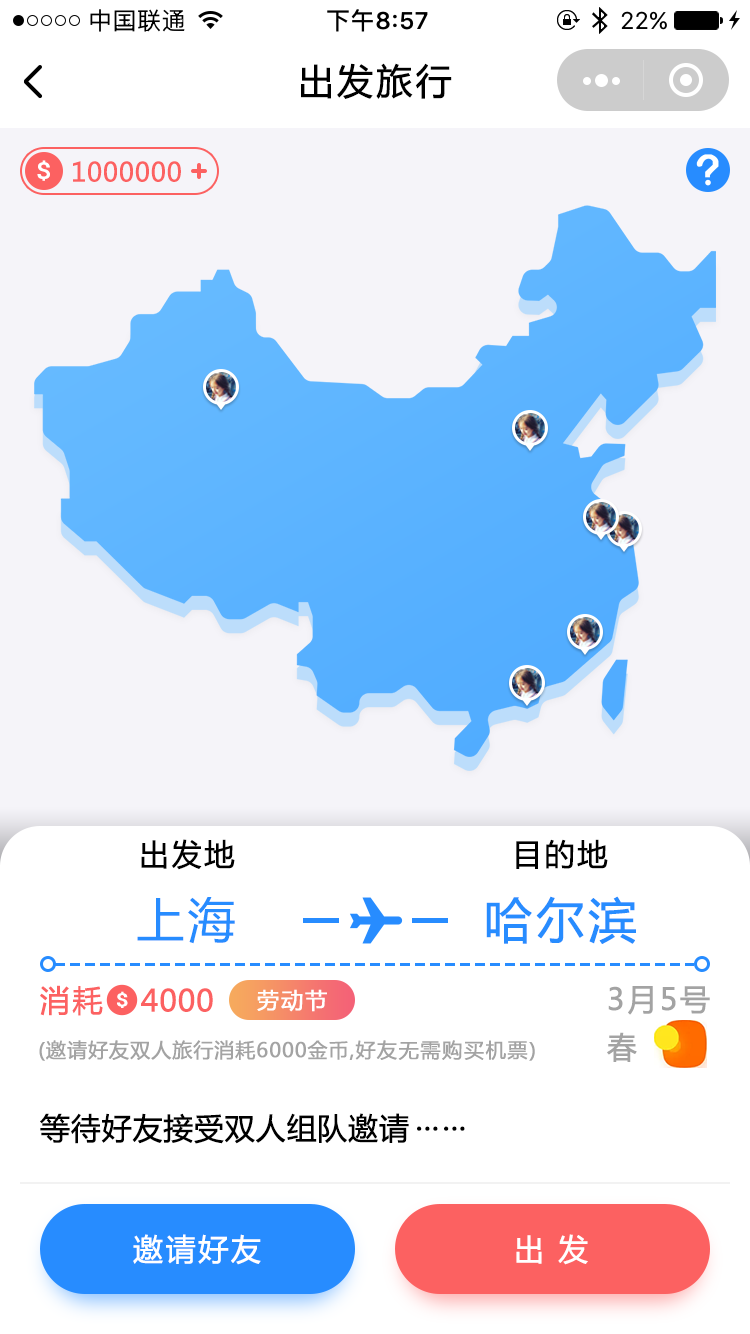 中国联通 下午8:57 22%
出发旅行
$ 1000000 +
?
出发地 目的地
上海 哈尔滨
消耗$4000 劳动节 3月5号
(邀请好友双人旅行消耗6000金币,好友无需购买机票) 春
等待好友接受双人组队邀请……
邀请好友 出 发